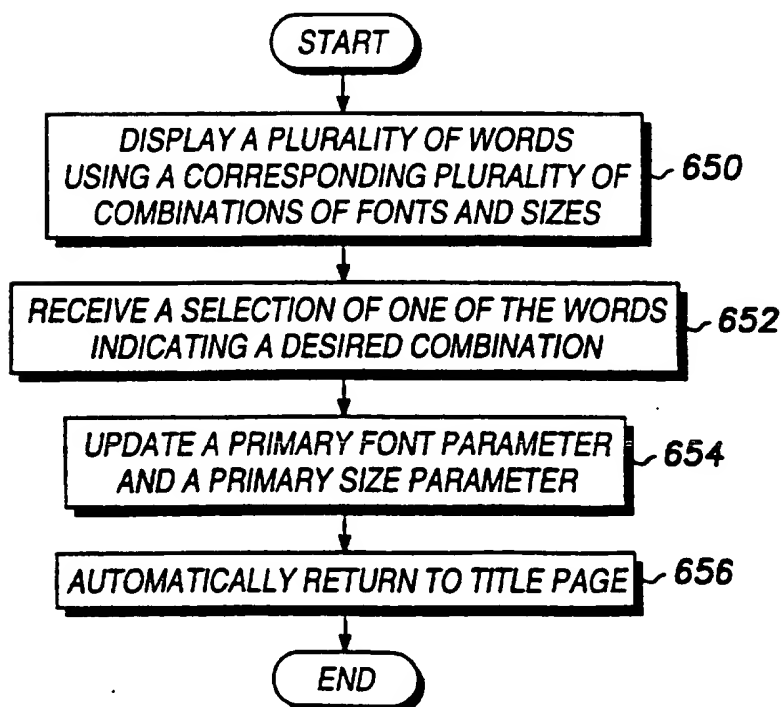 START
DISPLAY A PLURALITY OF WORDS
USING A CORRESPONDING PLURALITY OF
COMBINATIONS OF FONTS AND SIZES
650
RECEIVE A SELECTION OF ONE OF THE WORDS
INDICATING A DESIRED COMBINATION
652
UPDATE A PRIMARY FONT PARAMETER
AND A PRIMARY SIZE PARAMETER
654
AUTOMATICALLY RETURN TO TITLE PAGE
656
END